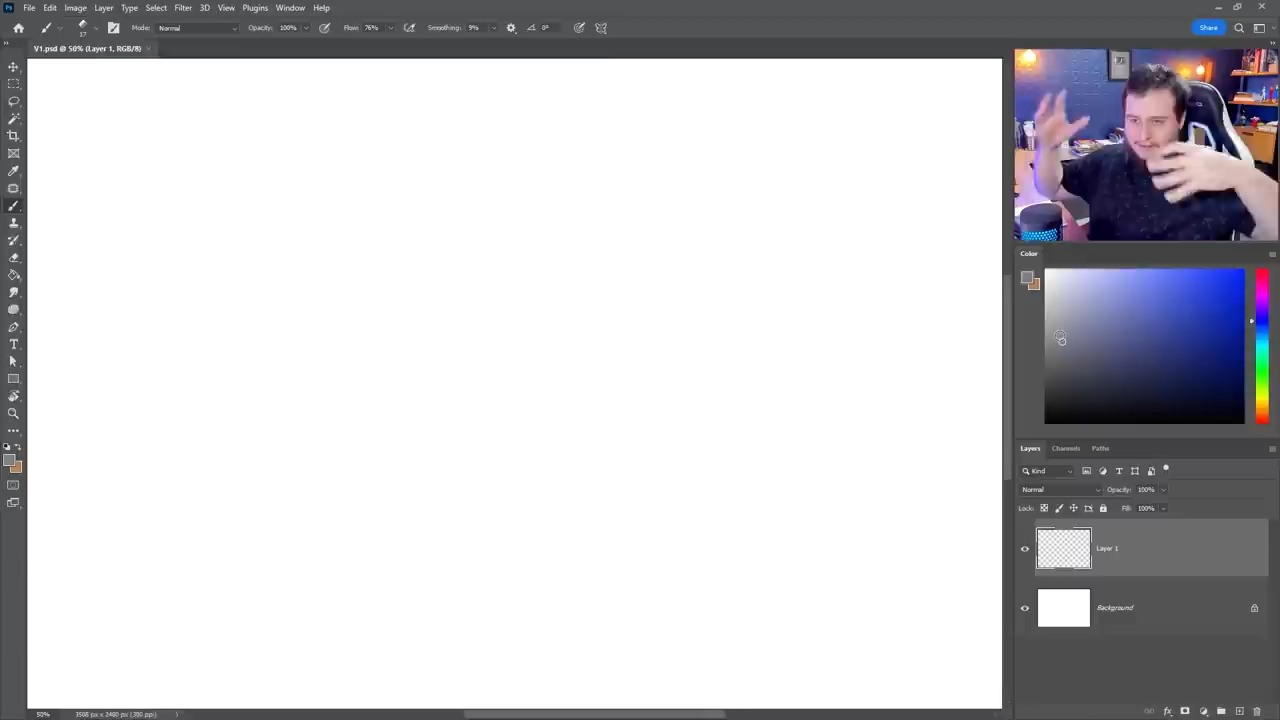 Ps File Edit Image Layer Type Select Filter 3D View Plugins Window Help
17 Mode: Normal Opacity: 100% Flow: 76% Smoothing: 9% 0° Share
V1.psd @ 50% (Layer 1, RGB/8) ×
Color
Layers Channels Paths
Kind
Normal Opacity: 100%
Lock: Fill: 100%
Layer 1
Background
50% 3508 px x 2480 px (300 ppi)